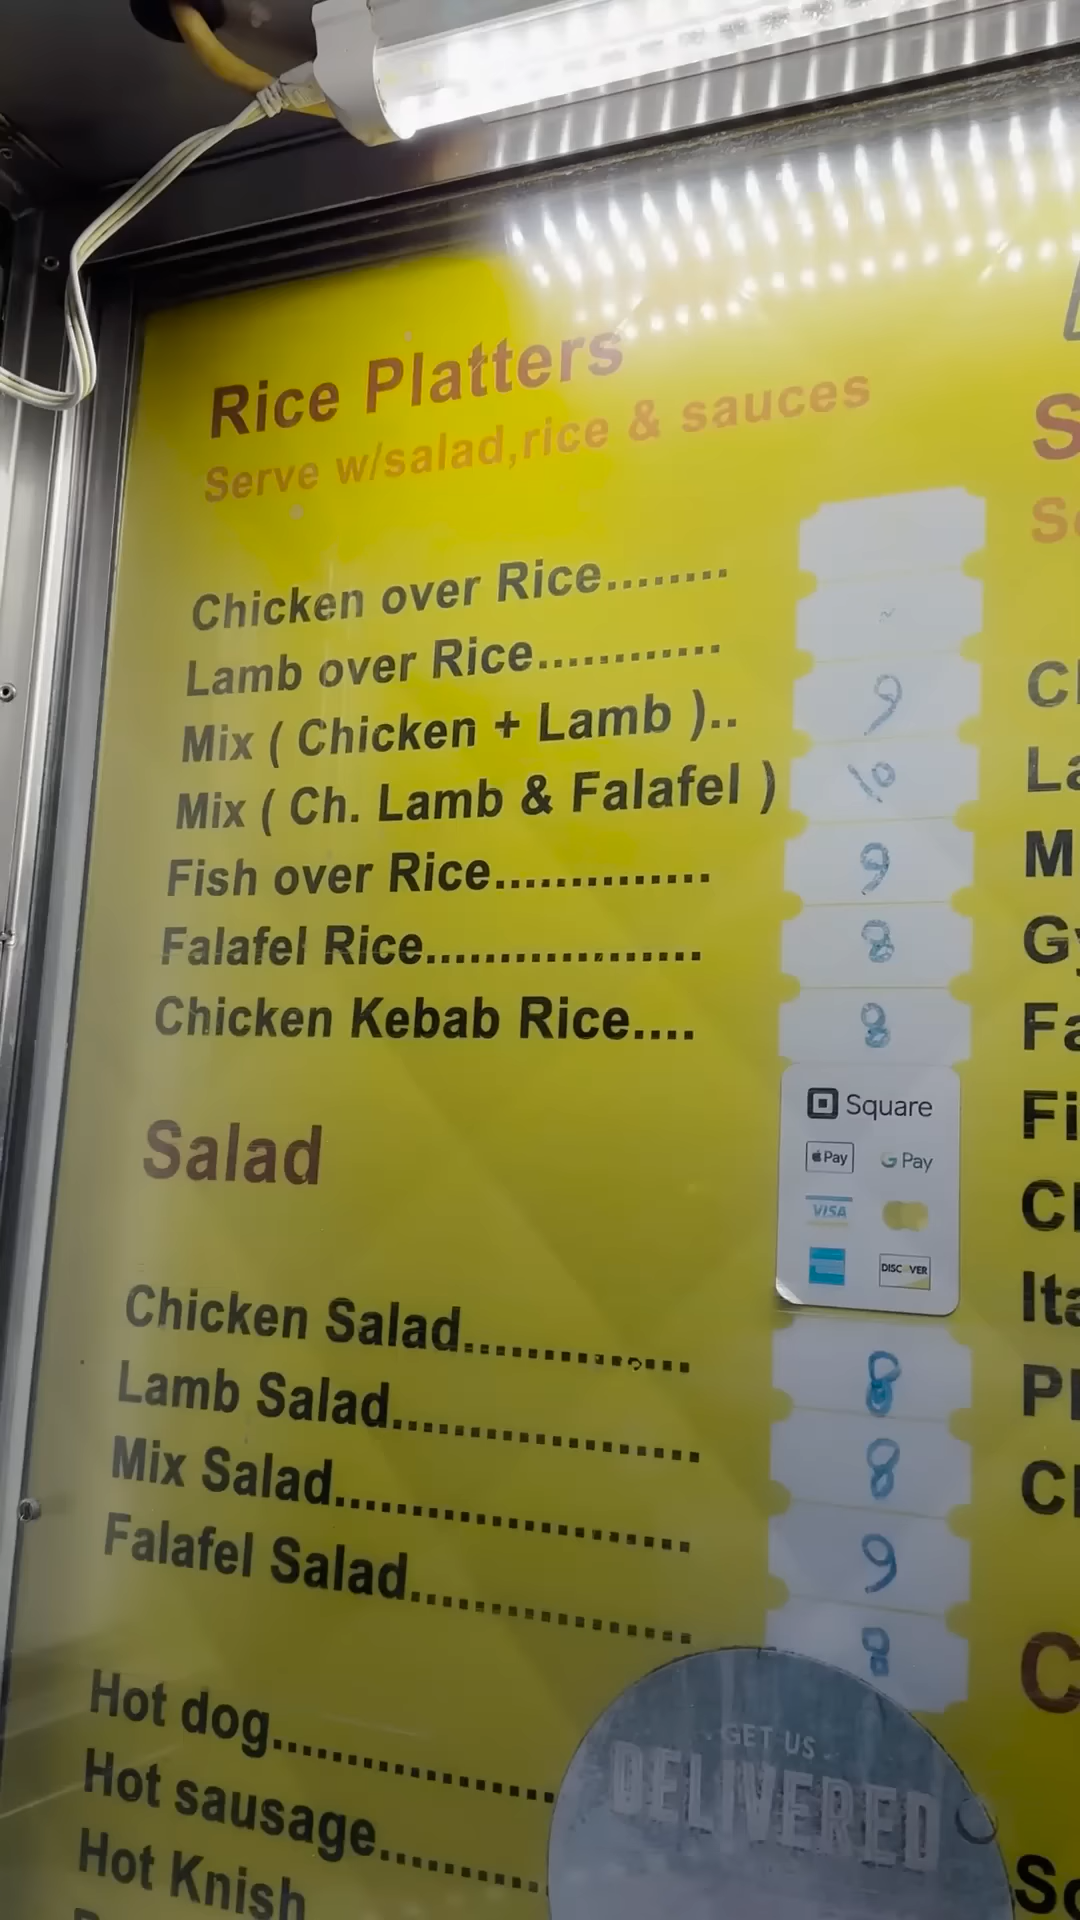 Rice Platters
Serve w/salad,rice & sauces
Chicken over Rice........
Lamb over Rice............
Mix ( Chicken + Lamb ).. 9
Mix ( Ch. Lamb & Falafel ) 10
Fish over Rice.............. 9
Falafel Rice.................. 8
Chicken Kebab Rice.... 8
Square
Pay
G Pay
VISA
DISCOVER
Salad
Chicken Salad............... 8
Lamb Salad.................... 8
Mix Salad....................... 9
Falafel Salad.................. 8
Hot dog..................
Hot sausage...........
Hot Knish
GET US
DELIVERED